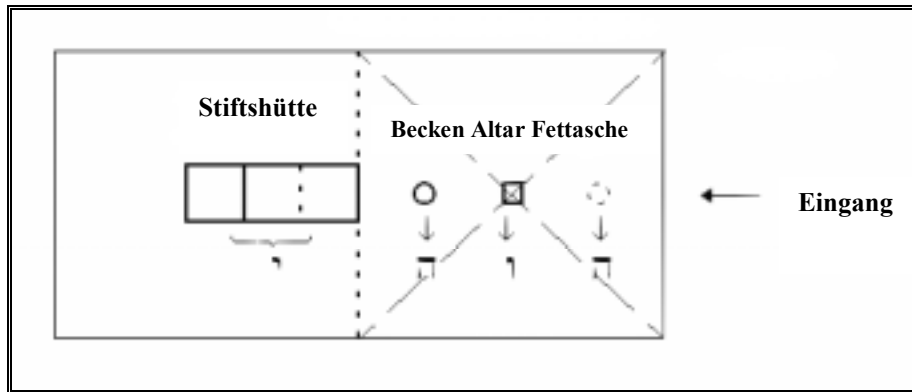 Stiftshütte
Becken Altar Fettasche
Eingang
ה ו ה י